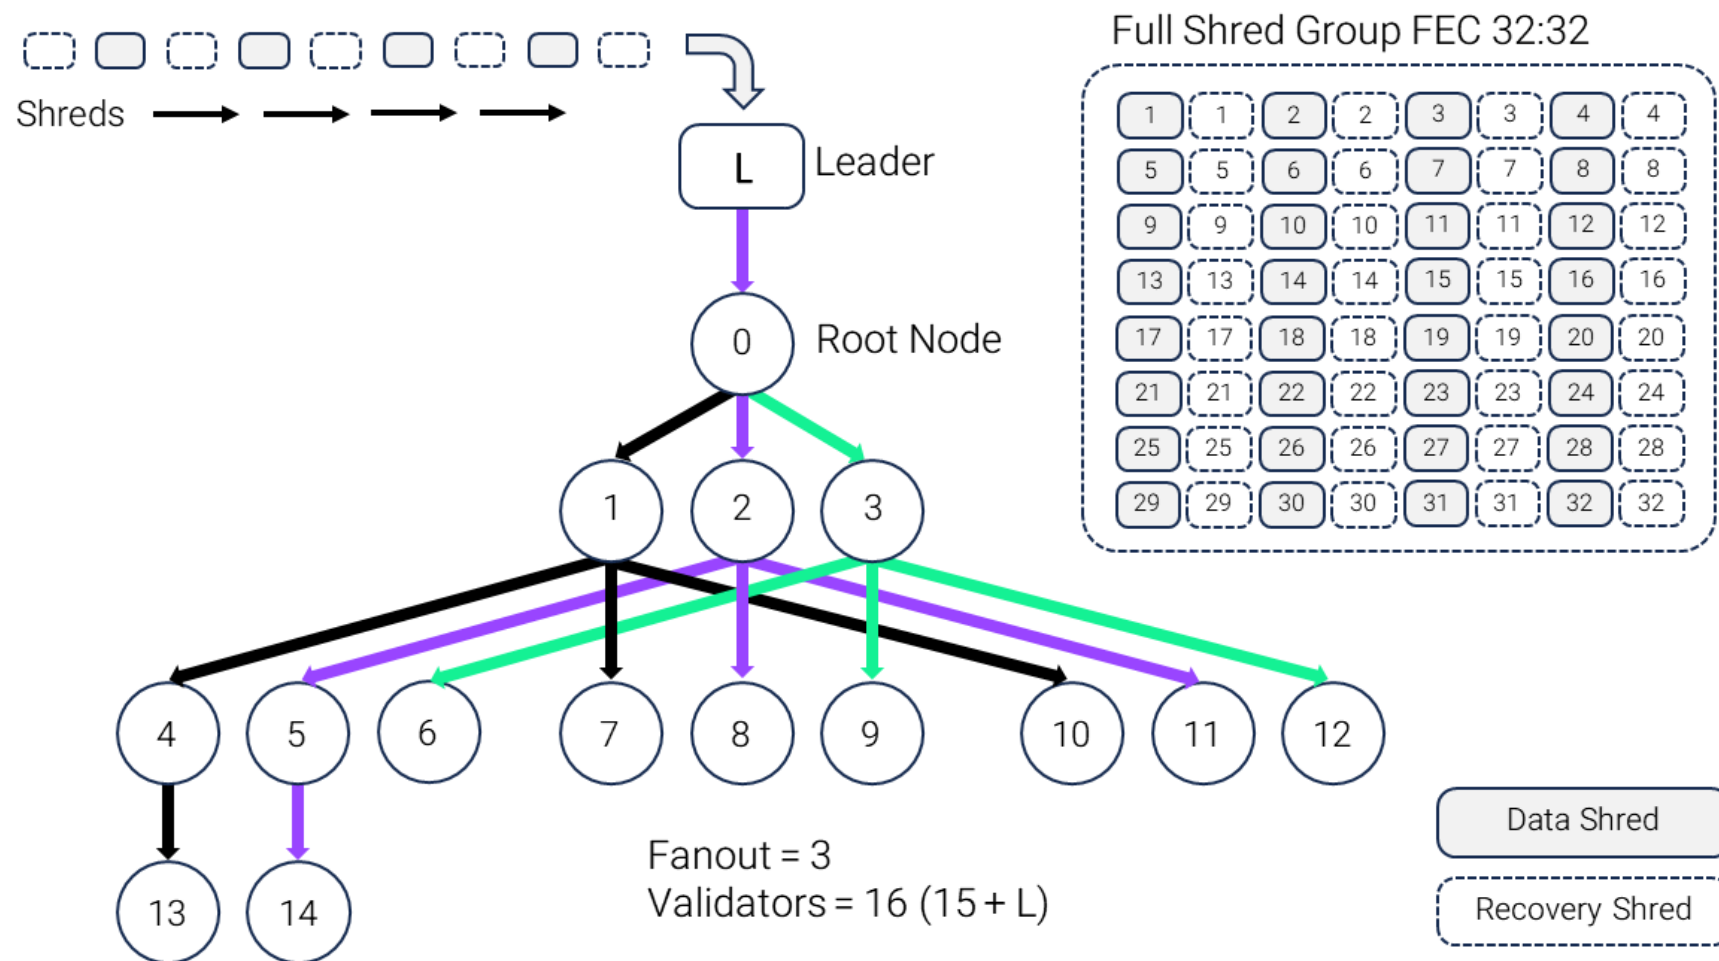 Full Shred Group FEC 32:32
Shreds
L
Leader
0
Root Node
1 2 3
4 5 6 7 8 9 10 11 12
13 14
Fanout = 3
Validators = 16 (15 + L)
1 1 2 2 3 3 4 4
5 5 6 6 7 7 8 8
9 9 10 10 11 11 12 12
13 13 14 14 15 15 16 16
17 17 18 18 19 19 20 20
21 21 22 22 23 23 24 24
25 25 26 26 27 27 28 28
29 29 30 30 31 31 32 32
Data Shred
Recovery Shred